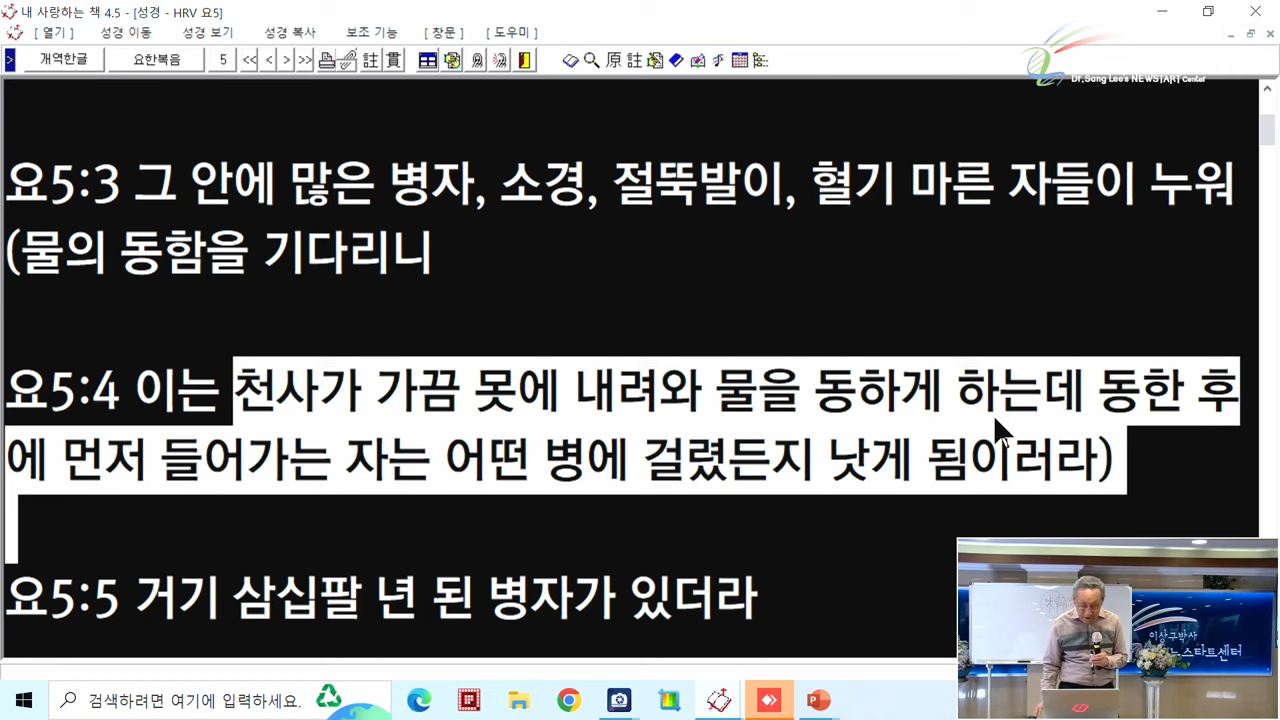 내 사랑하는 책 4.5 - [성경 - HRV 요5]
[ 열기 ] 성경 이동 성경 보기 성경 복사 보조 기능 [ 창문 ] [ 도우미 ]
> 개역한글 요한복음 5 << < > >> 註 貫 原 註
Dr.Sang Lee's NEWSTART Center
요5:3 그 안에 많은 병자, 소경, 절뚝발이, 혈기 마른 자들이 누워
(물의 동함을 기다리니
요5:4 이는 천사가 가끔 못에 내려와 물을 동하게 하는데 동한 후
에 먼저 들어가는 자는 어떤 병에 걸렸든지 낫게 됨이러라)
요5:5 거기 삼십팔 년 된 병자가 있더라
이상구박사
뉴스타트센터
검색하려면 여기에 입력하세요.